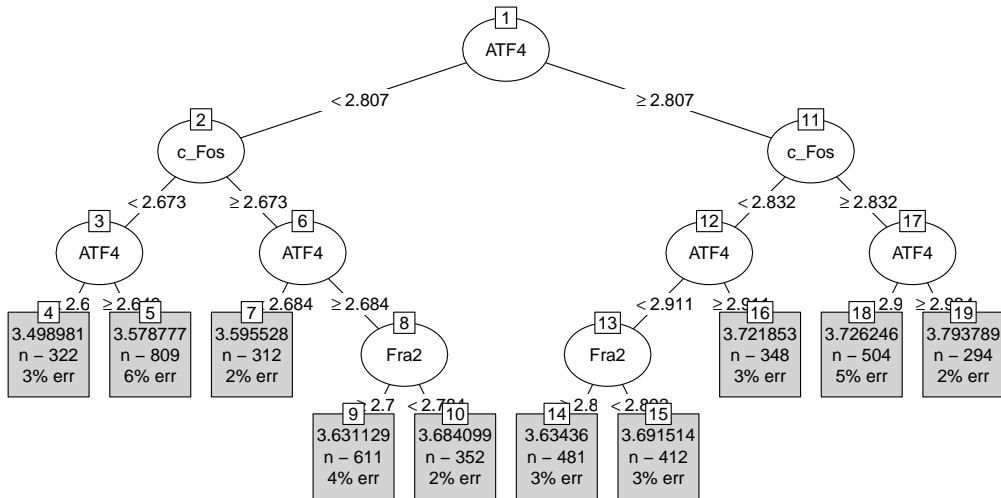 1
ATF4
< 2.807
≥ 2.807
2
c_Fos
11
c_Fos
< 2.673
≥ 2.673
< 2.832
≥ 2.832
3
ATF4
6
ATF4
12
ATF4
17
ATF4
≥ 2.684
< 2.911
4
3.498981
n − 322
3% err
5
3.578777
n − 809
6% err
7
3.595528
n − 312
2% err
8
Fra2
13
Fra2
16
3.721853
n − 348
3% err
18
3.726246
n − 504
5% err
19
3.793789
n − 294
2% err
9
3.631129
n − 611
4% err
10
3.684099
n − 352
2% err
14
3.63436
n − 481
3% err
15
3.691514
n − 412
3% err